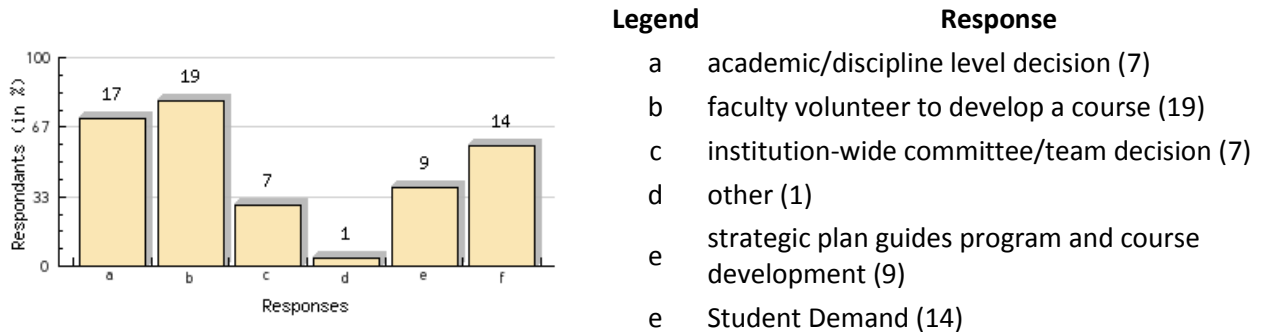 Legend Response
100
67
33
0
Respondants (in %)
17
19
7
1
9
14
a b c d e f
Responses
a academic/discipline level decision (7)
b faculty volunteer to develop a course (19)
c institution-wide committee/team decision (7)
d other (1)
e strategic plan guides program and course
development (9)
e Student Demand (14)